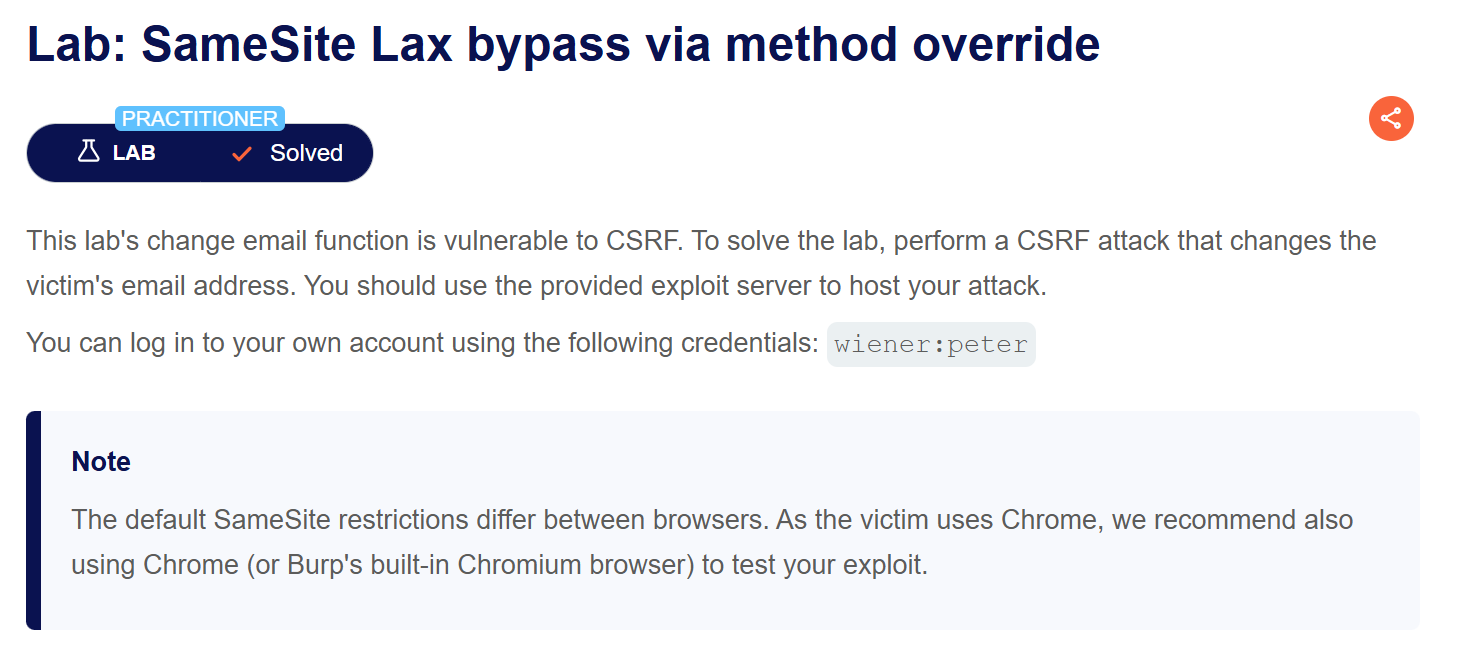 Lab: SameSite Lax bypass via method override
PRACTITIONER
LAB
Solved
This lab's change email function is vulnerable to CSRF. To solve the lab, perform a CSRF attack that changes the
victim's email address. You should use the provided exploit server to host your attack.
You can log in to your own account using the following credentials: wiener:peter
Note
The default SameSite restrictions differ between browsers. As the victim uses Chrome, we recommend also
using Chrome (or Burp's built-in Chromium browser) to test your exploit.